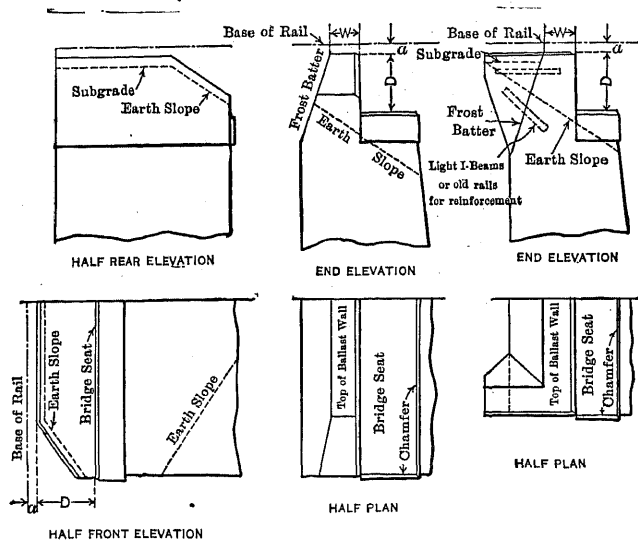 Base of Rail
W
a
D
Frost Batter
Earth
Slope
Subgrade
Earth Slope
HALF REAR ELEVATION
END ELEVATION
Base of Rail
W
a
Subgrade
D
Frost
Batter
Earth Slope
Light I-Beams
or old rails
for reinforcement
END ELEVATION
Base of Rail
Earth Slope
Bridge Seat
Earth Slope
a
D
HALF FRONT ELEVATION
Top of Ballast Wall
Bridge Seat
Chamfer
HALF PLAN
Top of Ballast Wall
Bridge Seat
Chamfer
HALF PLAN